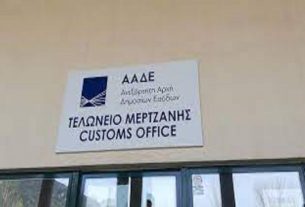 ΑΑΔΕ
Ανεξάρτητη Αρχή
Δημοσίων Εσόδων
ΤΕΛΩΝΕΙΟ ΜΕΡΤΖΑΝΗΣ
CUSTOMS OFFICE